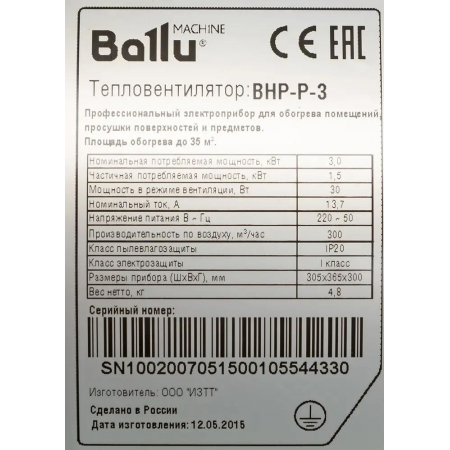 MACHINE
Ballu® CE EAC
Тепловентилятор: BHP-P-3
Профессиональный электроприбор для обогрева помещений,
просушки поверхностей и предметов.
Площадь обогрева до 35 м².
Номинальная потребляемая мощность, кВт 3,0
Частичная потребляемая мощность, кВт 1,5
Мощность в режиме вентиляции, Вт 30
Номинальный ток, А 13,7
Напряжение питания В ~ Гц 220 ~ 50
Производительность по воздуху, м³/час 300
Класс пылевлагозащиты IP20
Класс электрозащиты I класс
Размеры прибора (ШхВхГ), мм 305х365х300
Вес нетто, кг 4,8
Серийный номер:
SN1002007051500105544330
Изготовитель: ООО "ИЗТТ"
Сделано в России
Дата изготовления: 12.05.2015